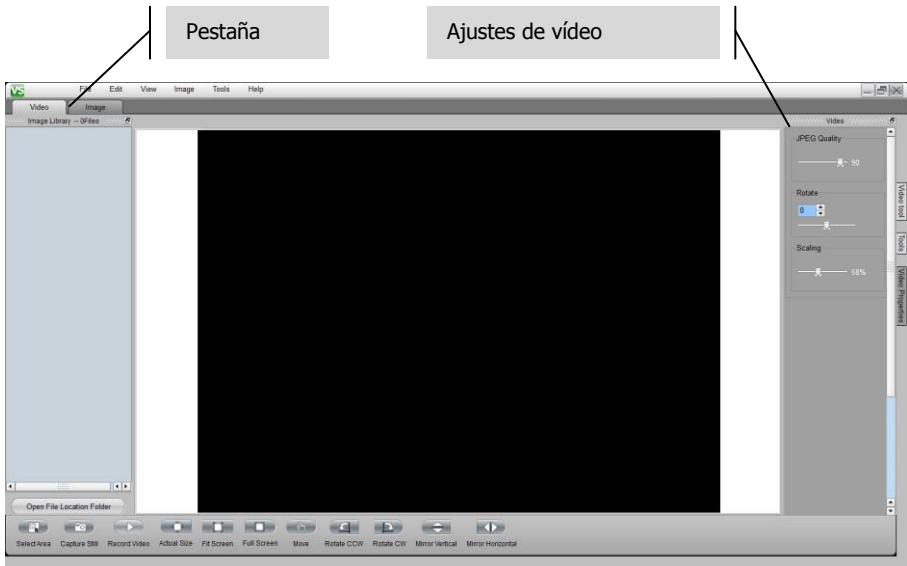 Pestaña
Ajustes de vídeo
VS
File Edit View Image Tools Help
Video Image
Image Library -- 0Files
Video
JPEG Quality
90
Rotate
0
Scaling
58%
Video tool
Tools
Video Properties
Open File Location Folder
Select Area Capture Still Record Video Actual Size Fit Screen Full Screen Move Rotate CCW Rotate CW Mirror Vertical Mirror Horizontal